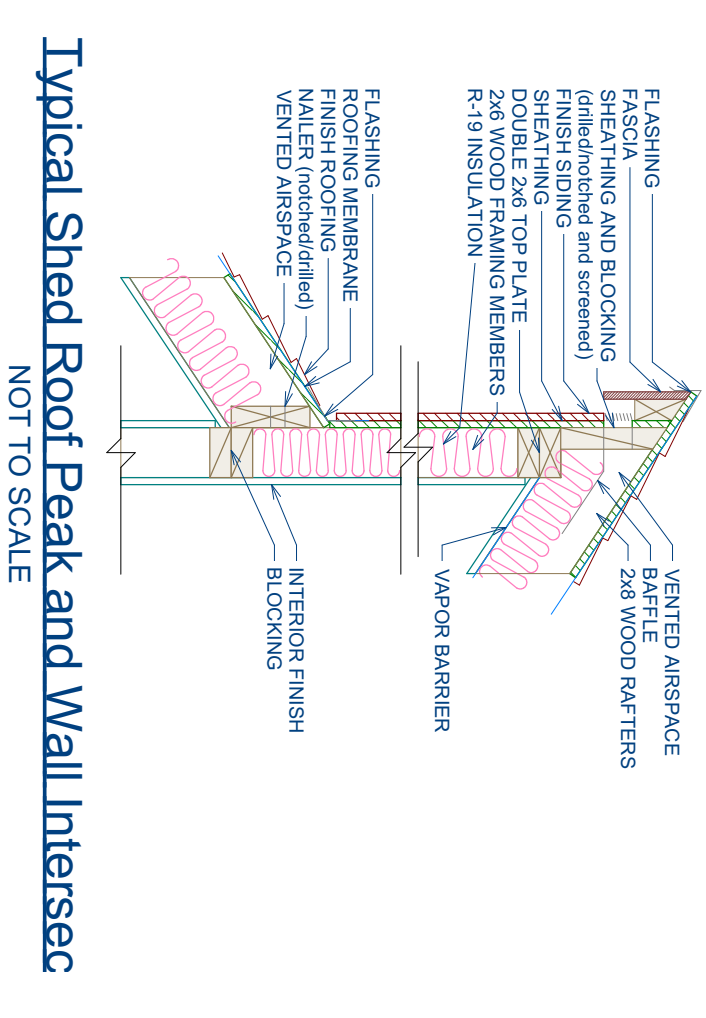 FLASHING
FASCIA
SHEATHING AND BLOCKING
(drilled/notched and screened)
FINISH SIDING
SHEATHING
DOUBLE 2x6 TOP PLATE
2x6 WOOD FRAMING MEMBERS
R-19 INSULATION
VENTED AIRSPACE
BAFFLE
2x8 WOOD RAFTERS
VAPOR BARRIER
FLASHING
ROOFING MEMBRANE
FINISH ROOFING
NAILER (notched/drilled)
VENTED AIRSPACE
INTERIOR FINISH
BLOCKING
Typical Shed Roof Peak and Wall Intersec
NOT TO SCALE